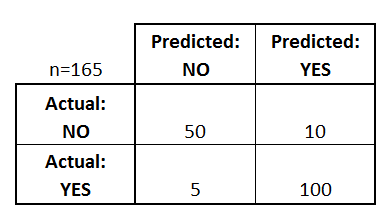 Predicted: Predicted:
n=165 NO YES
Actual:
NO 50 10
Actual:
YES 5 100